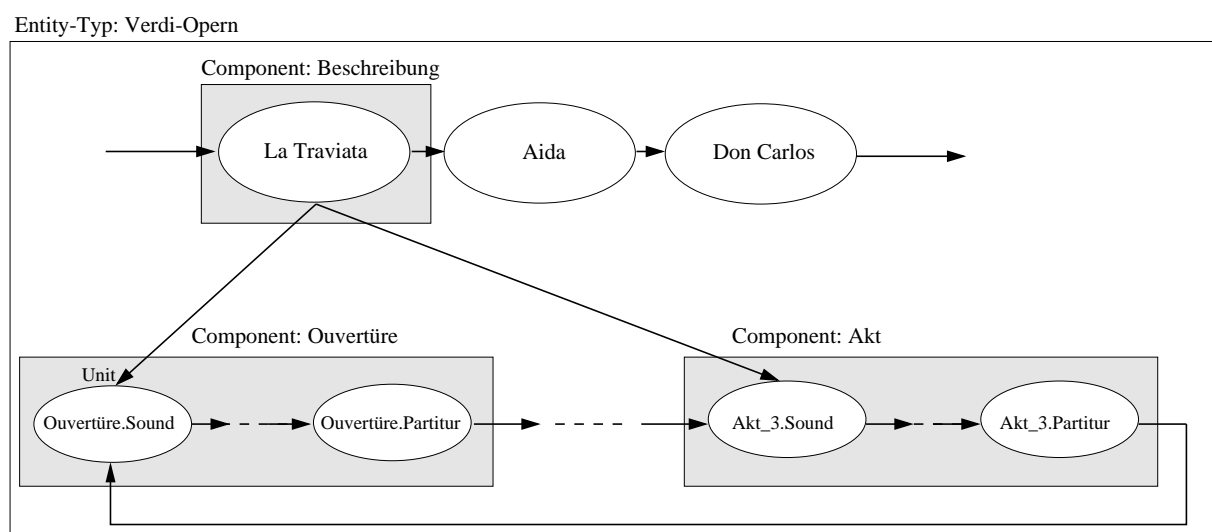 Entity-Typ: Verdi-Opern
Component: Beschreibung
La Traviata
Aida
Don Carlos
Component: Ouvertüre
Component: Akt
Unit
Ouvertüre.Sound
Ouvertüre.Partitur
Akt_3.Sound
Akt_3.Partitur